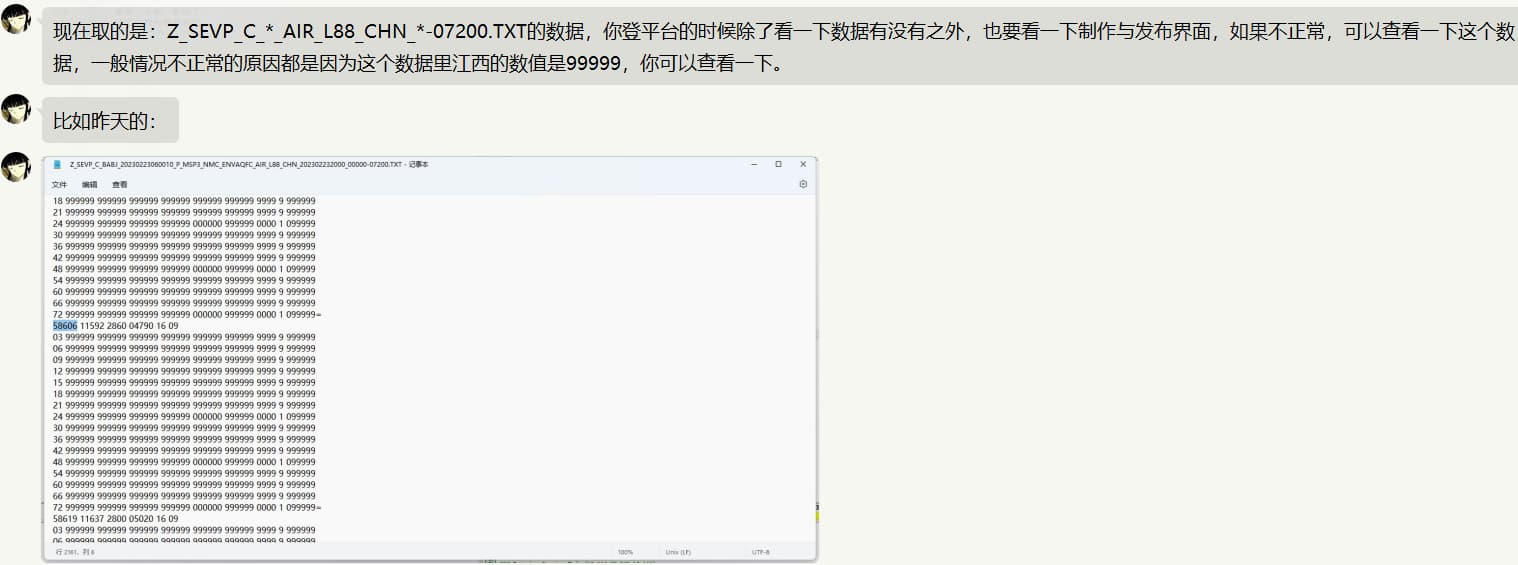 现在取的是：Z_SEVP_C_*_AIR_L88_CHN_*-07200.TXT的数据，你登平台的时候除了看一下数据有没有之外，也要看一下制作与发布界面，如果不正常，可以查看一下这个数
据，一般情况不正常的原因都是因为这个数据里江西的数值是99999，你可以查看一下。
比如昨天的：
Z_SEVP_C_BABJ_20230223060010_P_MSP3_NMC_ENVAQFC_AIR_L88_CHN_202302232000_00000-07200.TXT - 记事本
文件 编辑 查看
18 999999 999999 999999 999999 999999 999999 9999 9 999999
21 999999 999999 999999 999999 999999 999999 9999 9 999999
24 999999 999999 999999 999999 000000 999999 0000 1 099999
30 999999 999999 999999 999999 999999 999999 9999 9 999999
36 999999 999999 999999 999999 999999 999999 9999 9 999999
42 999999 999999 999999 999999 999999 999999 9999 9 999999
48 999999 999999 999999 999999 000000 999999 0000 1 099999
54 999999 999999 999999 999999 999999 999999 9999 9 999999
60 999999 999999 999999 999999 999999 999999 9999 9 999999
66 999999 999999 999999 999999 999999 999999 9999 9 999999
72 999999 999999 999999 999999 000000 999999 0000 1 099999=
58606 11592 2860 04790 16 09
03 999999 999999 999999 999999 999999 999999 9999 9 999999
06 999999 999999 999999 999999 999999 999999 9999 9 999999
09 999999 999999 999999 999999 999999 999999 9999 9 999999
12 999999 999999 999999 999999 999999 999999 9999 9 999999
15 999999 999999 999999 999999 999999 999999 9999 9 999999
18 999999 999999 999999 999999 999999 999999 9999 9 999999
21 999999 999999 999999 999999 999999 999999 9999 9 999999
24 999999 999999 999999 999999 000000 999999 0000 1 099999
30 999999 999999 999999 999999 999999 999999 9999 9 999999
36 999999 999999 999999 999999 999999 999999 9999 9 999999
42 999999 999999 999999 999999 999999 999999 9999 9 999999
48 999999 999999 999999 999999 000000 999999 0000 1 099999
54 999999 999999 999999 999999 999999 999999 9999 9 999999
60 999999 999999 999999 999999 999999 999999 9999 9 999999
66 999999 999999 999999 999999 999999 999999 9999 9 999999
72 999999 999999 999999 999999 000000 999999 0000 1 099999=
58619 11637 2800 05020 16 09
03 999999 999999 999999 999999 999999 999999 9999 9 999999
06 999999 999999 999999 999999 999999 999999 9999 9 999999
行 2161，列 6 100% Unix (LF) UTF-8